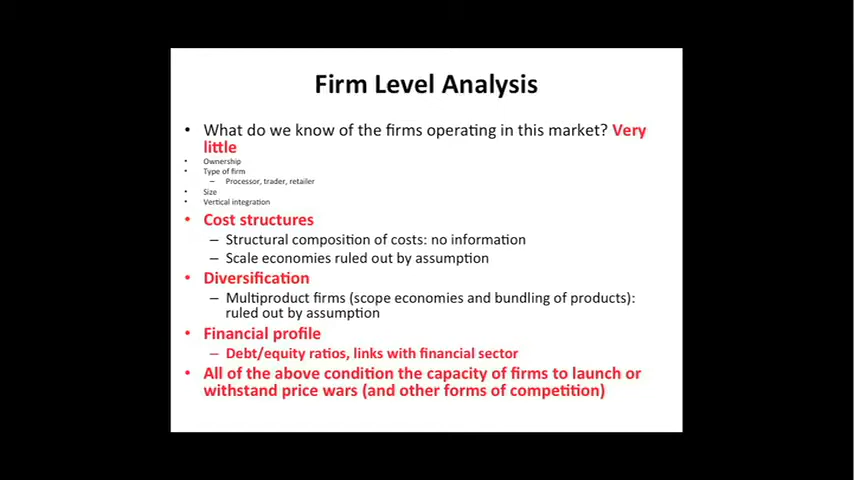 Firm Level Analysis
• What do we know of the firms operating in this market? Very
little
• Ownership
• Type of firm
– Processor, trader, retailer
• Size
• Vertical integration
• Cost structures
– Structural composition of costs: no information
– Scale economies ruled out by assumption
• Diversification
– Multiproduct firms (scope economies and bundling of products):
ruled out by assumption
• Financial profile
– Debt/equity ratios, links with financial sector
• All of the above condition the capacity of firms to launch or
withstand price wars (and other forms of competition)